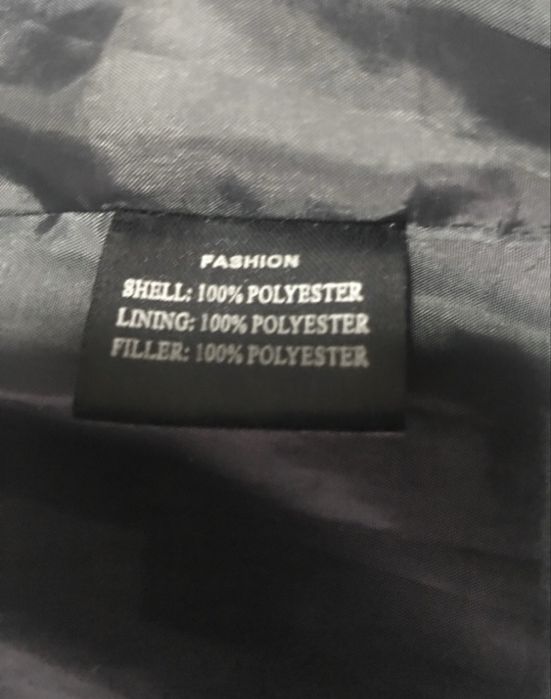 FASHION
SHELL: 100% POLYESTER
LINING: 100% POLYESTER
FILLER: 100% POLYESTER